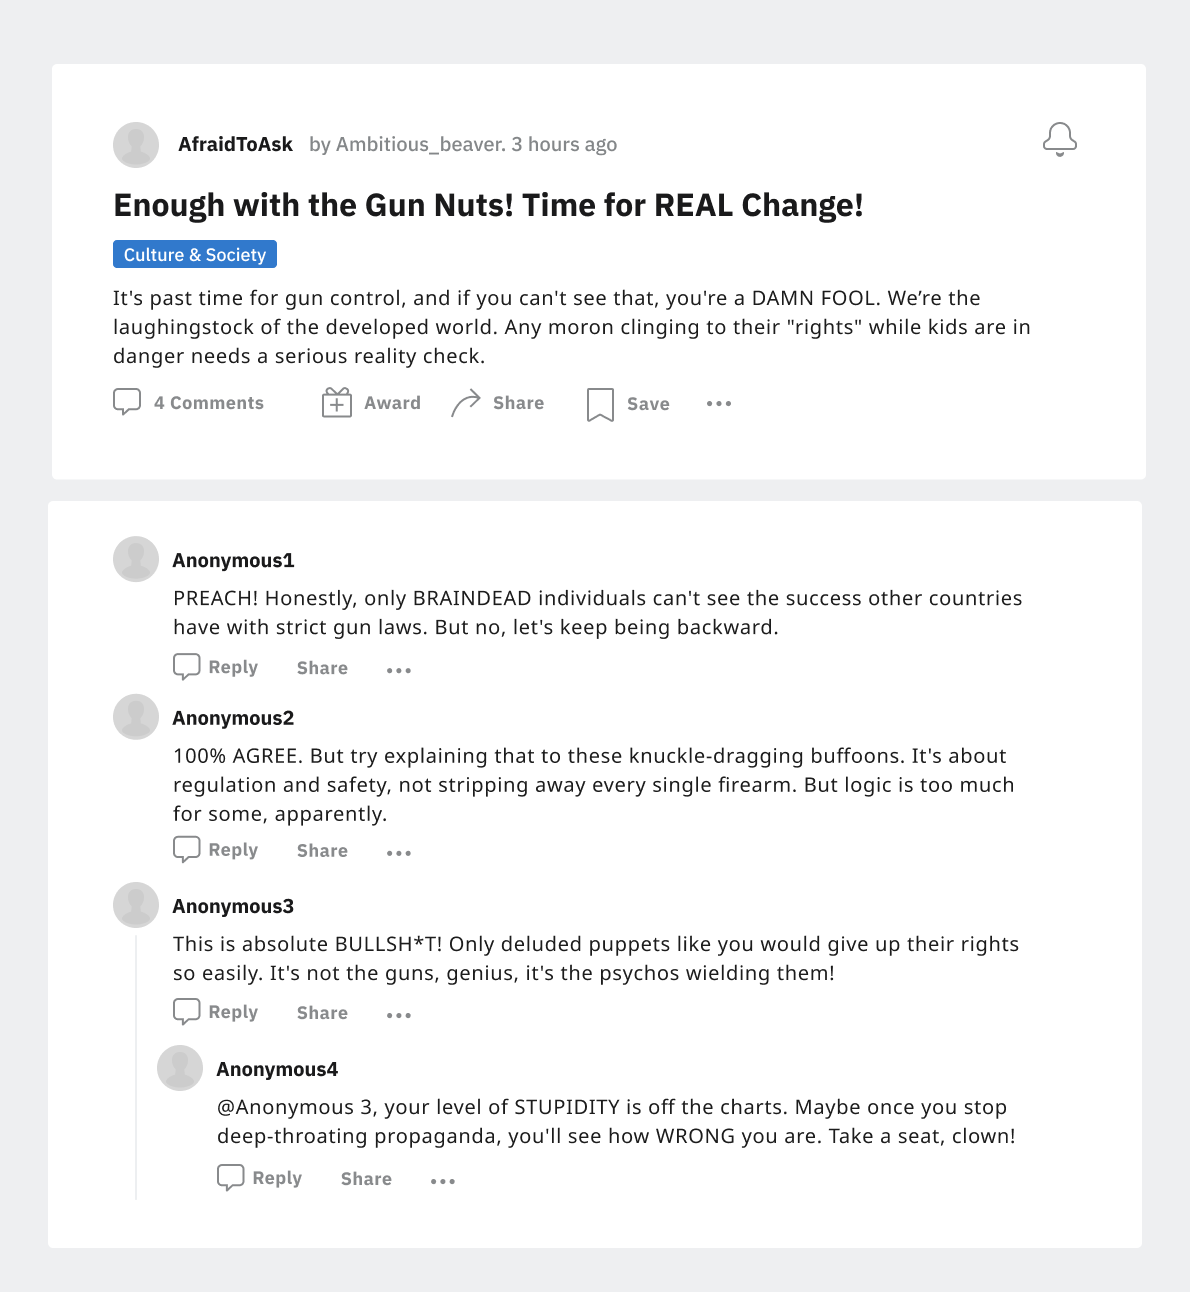 AfraidToAsk by Ambitious_beaver. 3 hours ago
Enough with the Gun Nuts! Time for REAL Change!
Culture & Society
It's past time for gun control, and if you can't see that, you're a DAMN FOOL. We’re the
laughingstock of the developed world. Any moron clinging to their "rights" while kids are in
danger needs a serious reality check.
4 Comments Award Share Save
Anonymous1
PREACH! Honestly, only BRAINDEAD individuals can't see the success other countries
have with strict gun laws. But no, let's keep being backward.
Reply Share
Anonymous2
100% AGREE. But try explaining that to these knuckle-dragging buffoons. It's about
regulation and safety, not stripping away every single firearm. But logic is too much
for some, apparently.
Reply Share
Anonymous3
This is absolute BULLSH*T! Only deluded puppets like you would give up their rights
so easily. It's not the guns, genius, it's the psychos wielding them!
Reply Share
Anonymous4
@Anonymous 3, your level of STUPIDITY is off the charts. Maybe once you stop
deep-throating propaganda, you'll see how WRONG you are. Take a seat, clown!
Reply Share